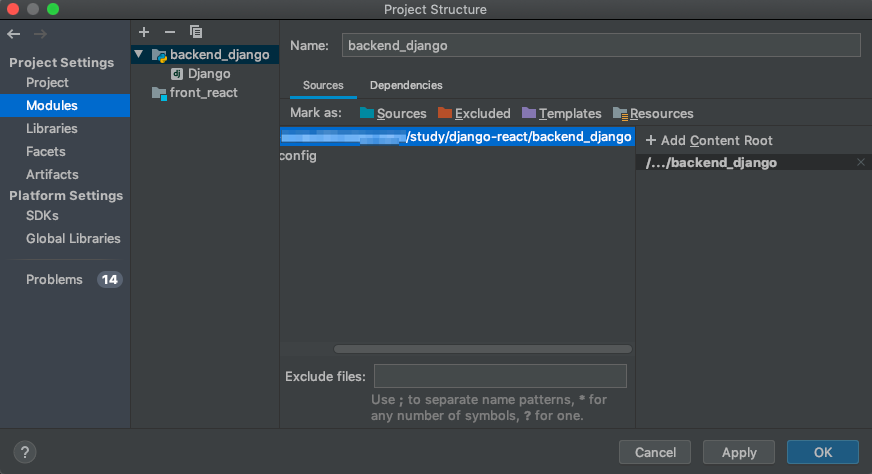 Project Structure
Project Settings
Project
Modules
Libraries
Facets
Artifacts
Platform Settings
SDKs
Global Libraries
Problems 14
backend_django
Django
front_react
Name: backend_django
Sources Dependencies
Mark as: Sources Excluded Templates Resources
/study/django-react/backend_django
config
+ Add Content Root
/.../backend_django
Exclude files:
Use ; to separate name patterns, * for
any number of symbols, ? for one.
? Cancel Apply OK